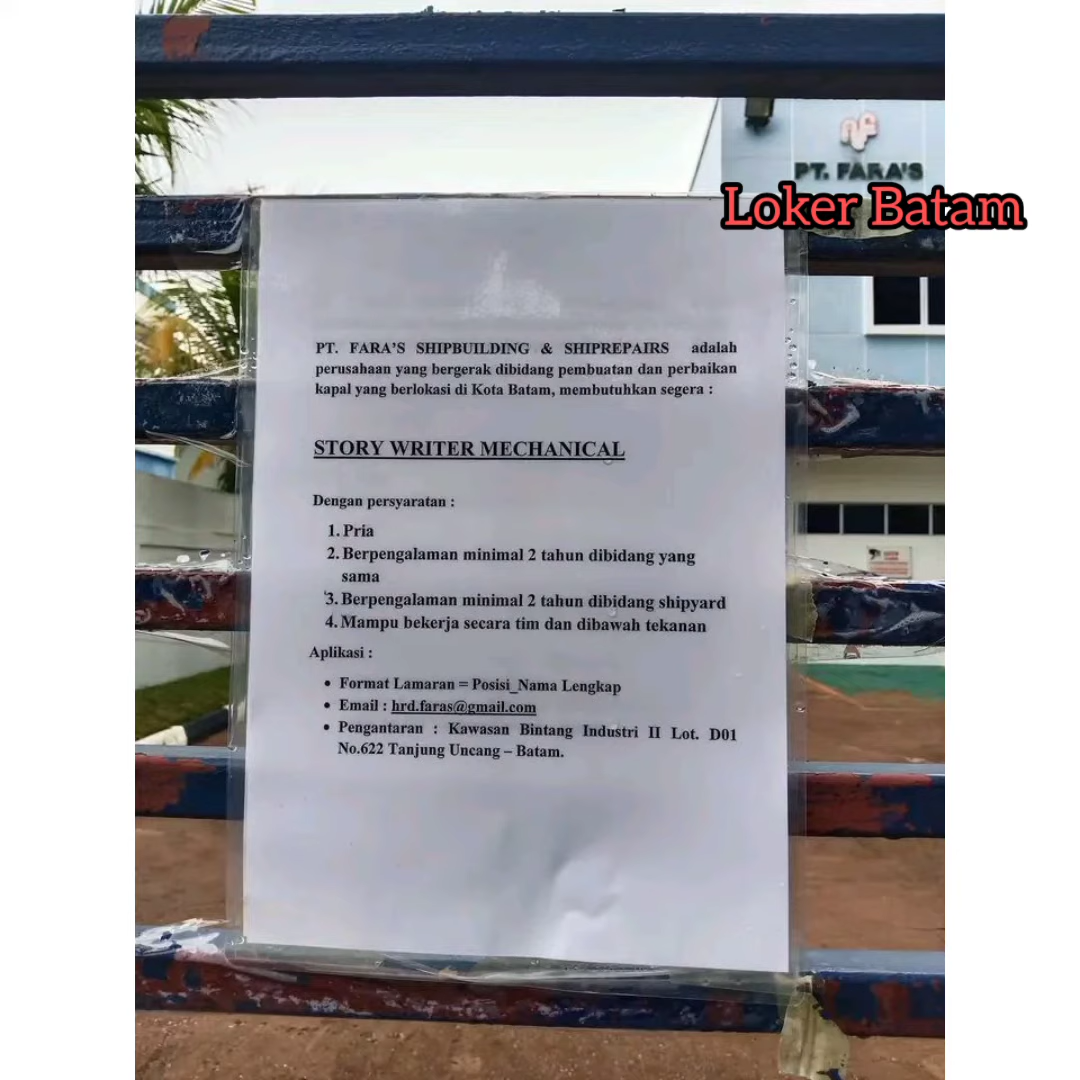 PT. FARA'S
Loker Batam
PT. FARA'S SHIPBUILDING & SHIPREPAIRS adalah
perusahaan yang bergerak dibidang pembuatan dan perbaikan
kapal yang berlokasi di Kota Batam, membutuhkan segera :
STORY WRITER MECHANICAL
Dengan persyaratan :
1. Pria
2. Berpengalaman minimal 2 tahun dibidang yang
sama
3. Berpengalaman minimal 2 tahun dibidang shipyard
4. Mampu bekerja secara tim dan dibawah tekanan
Aplikasi :
• Format Lamaran = Posisi_Nama Lengkap
• Email : hrd.faras@gmail.com
• Pengantaran : Kawasan Bintang Industri II Lot. D01
No.622 Tanjung Uncang – Batam.